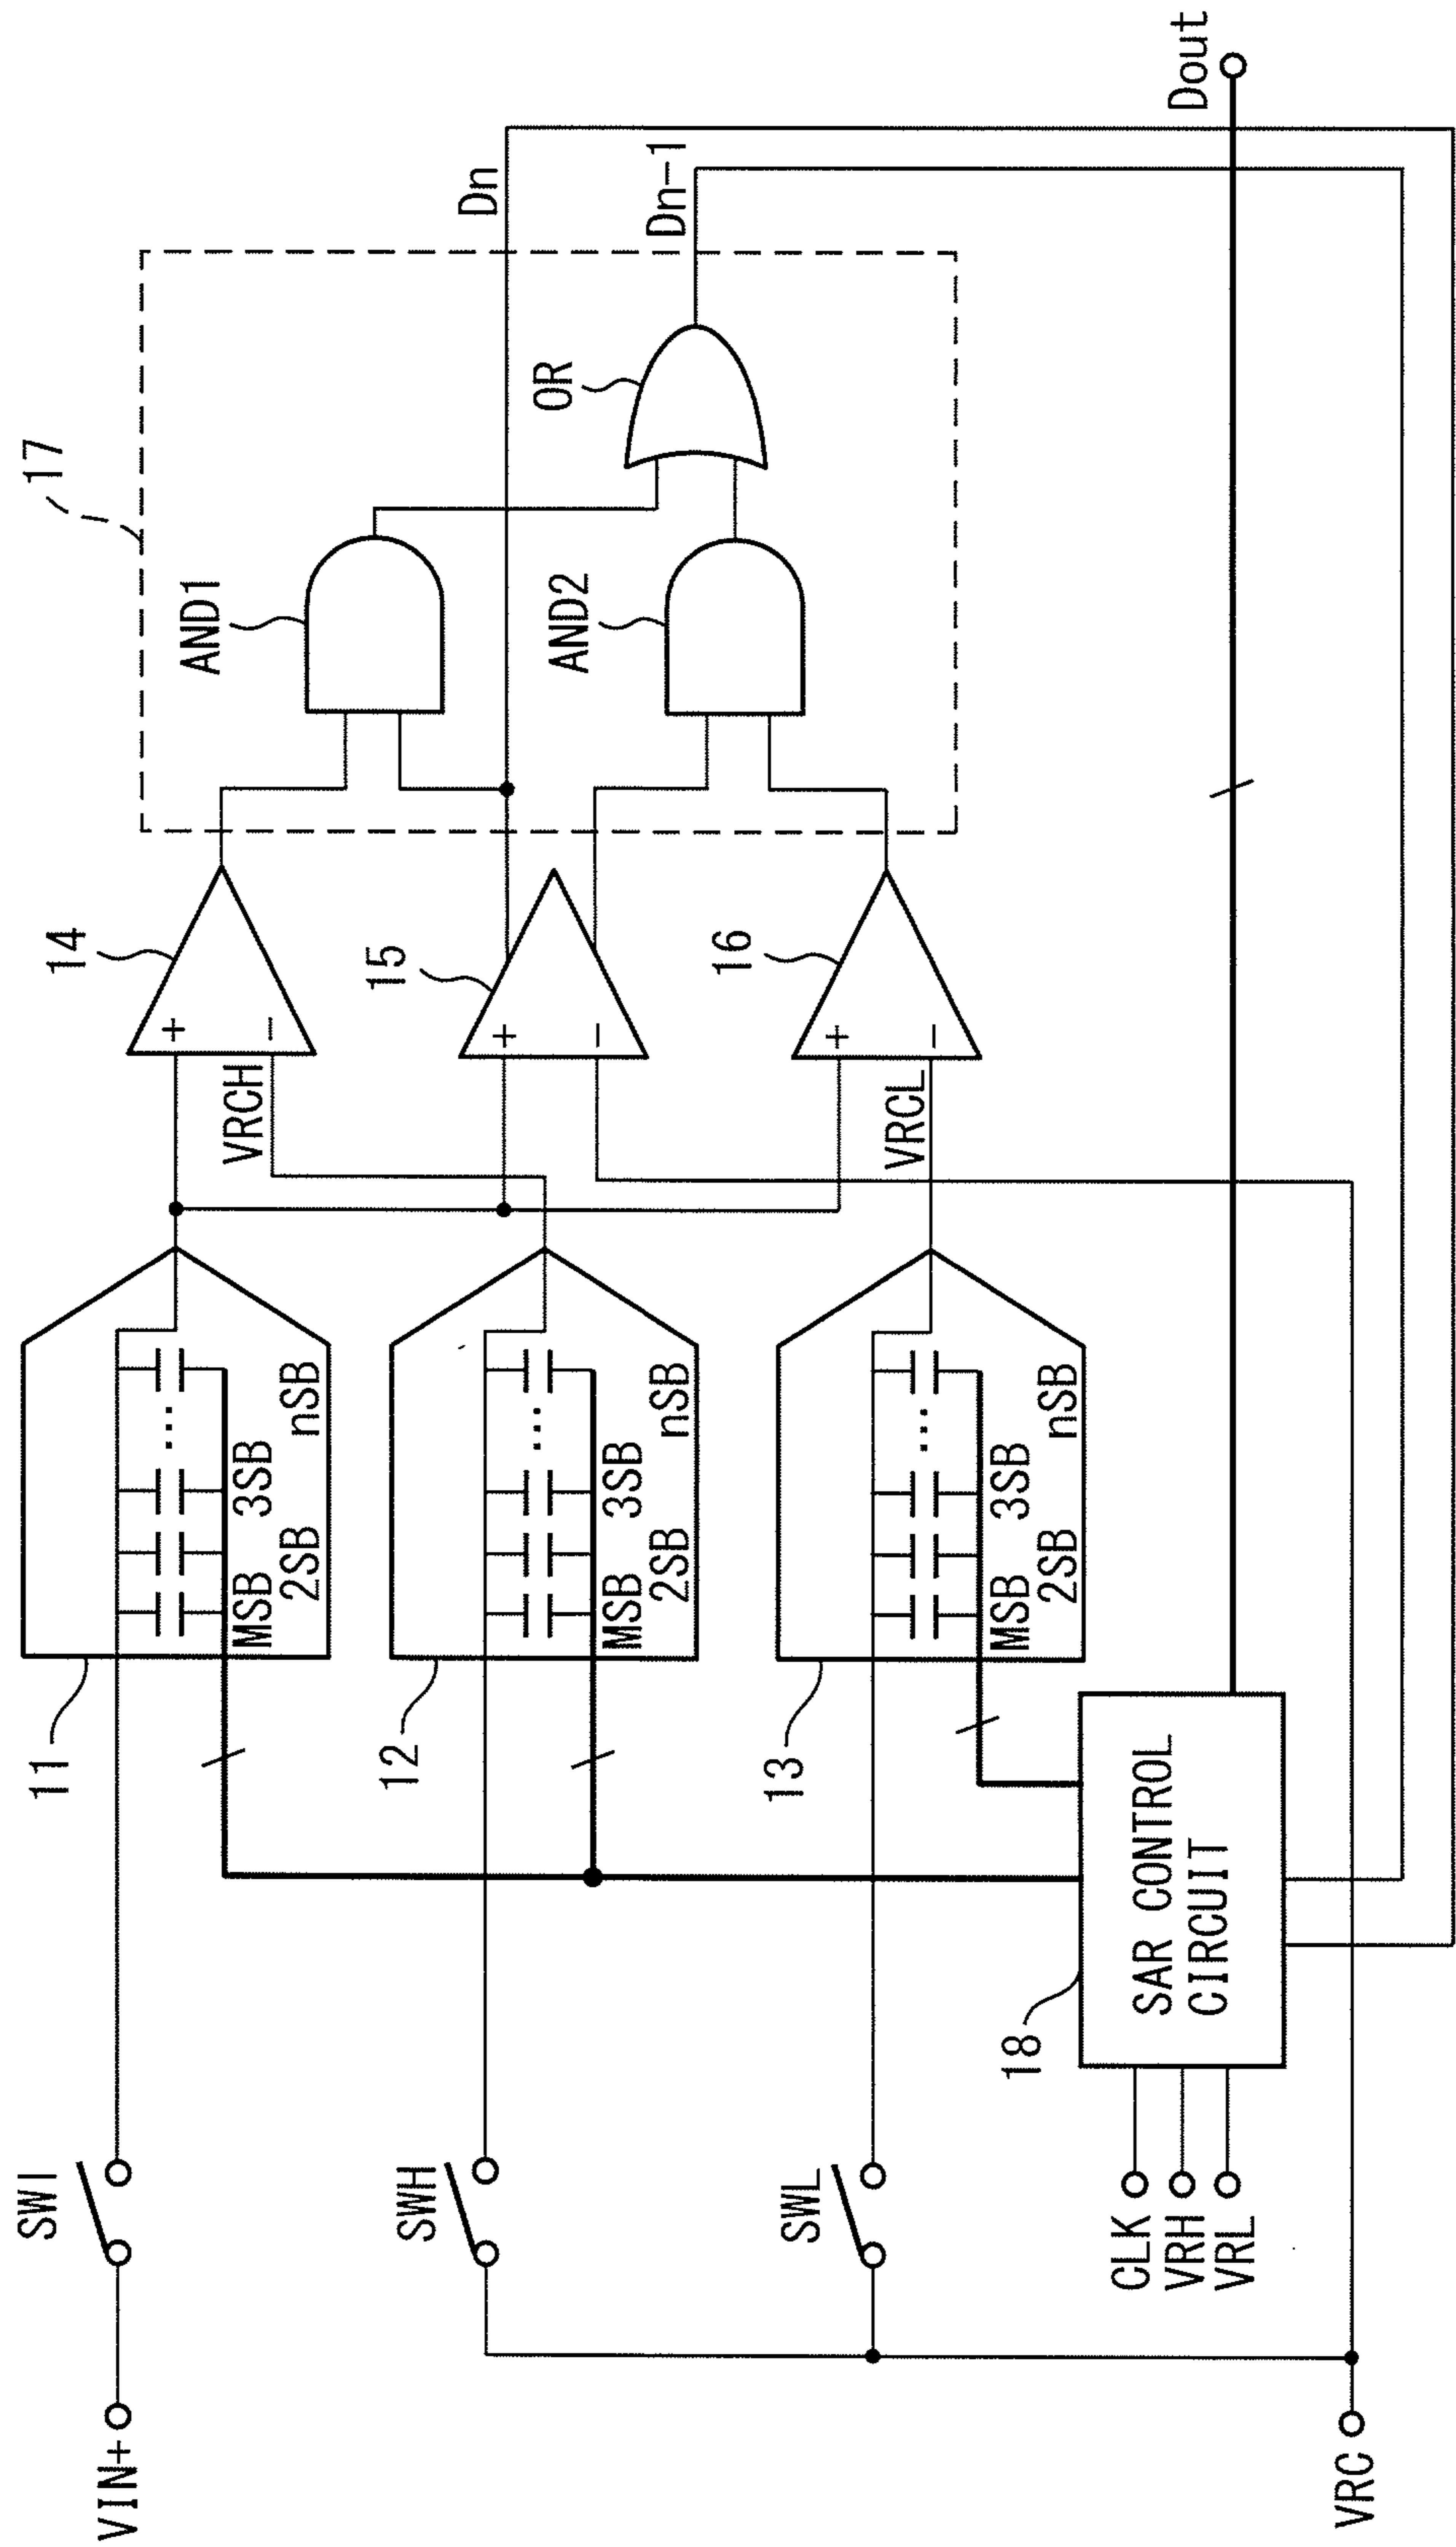 VIN+
SWI
11
MSB
2SB
3SB
nSB
...
+
-
14
17
AND1
Dn
SWH
12
MSB
2SB
3SB
nSB
...
VRCH
+
-
15
AND2
OR
Dn-1
SWL
13
MSB
2SB
3SB
nSB
...
VRCL
+
-
16
CLK
VRH
VRL
18
SAR CONTROL
CIRCUIT
Dout
VRC